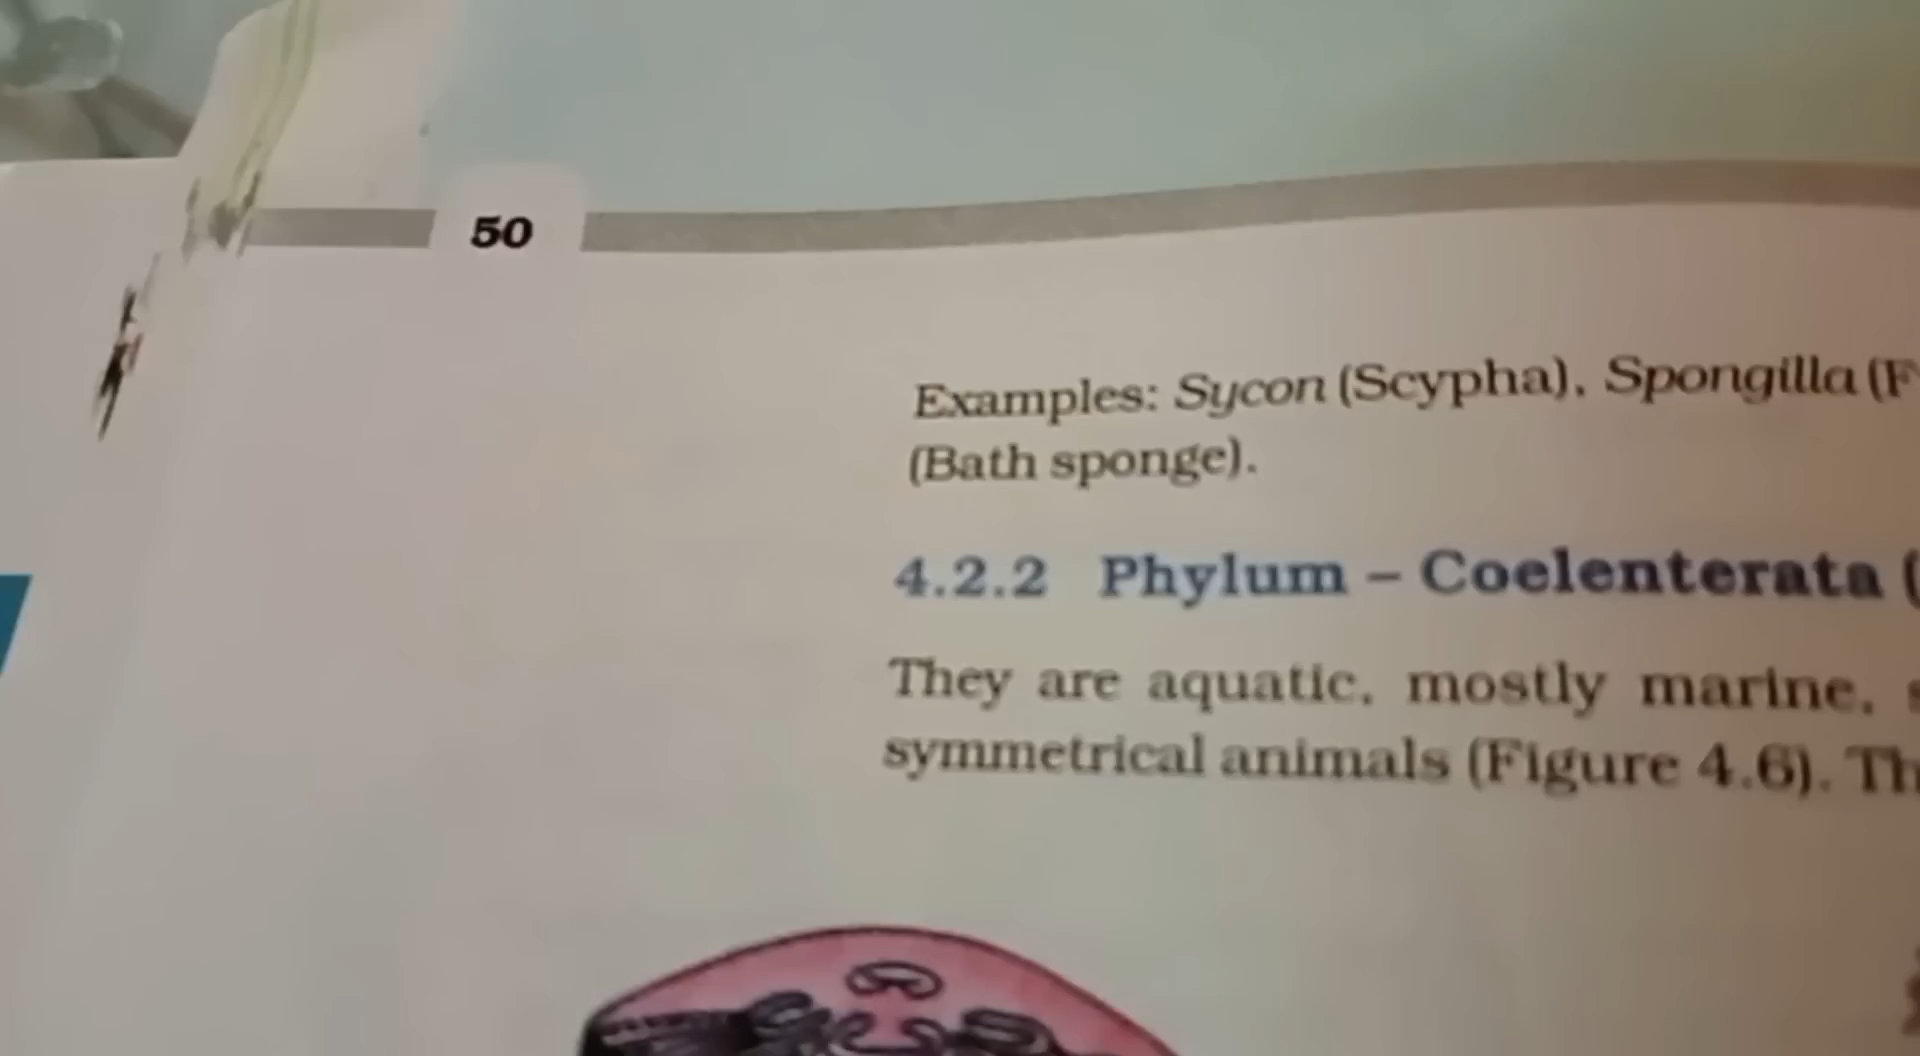 50
Examples: Sycon (Scypha), Spongilla (F
(Bath sponge).
4.2.2 Phylum – Coelenterata (
They are aquatic, mostly marine,
symmetrical animals (Figure 4.6). Th